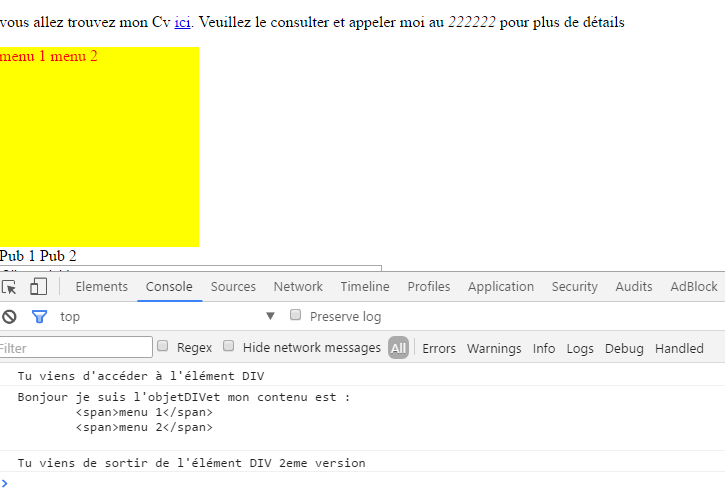 vous allez trouvez mon Cv ici. Veuillez le consulter et appeler moi au 222222 pour plus de détails
menu 1 menu 2
Pub 1 Pub 2
Elements Console Sources Network Timeline Profiles Application Security Audits AdBlock
top Preserve log
Filter Regex Hide network messages All Errors Warnings Info Logs Debug Handled
Tu viens d'accéder à l'élément DIV
Bonjour je suis l'objetDIVet mon contenu est :
<span>menu 1</span>
<span>menu 2</span>
Tu viens de sortir de l'élément DIV 2eme version
>